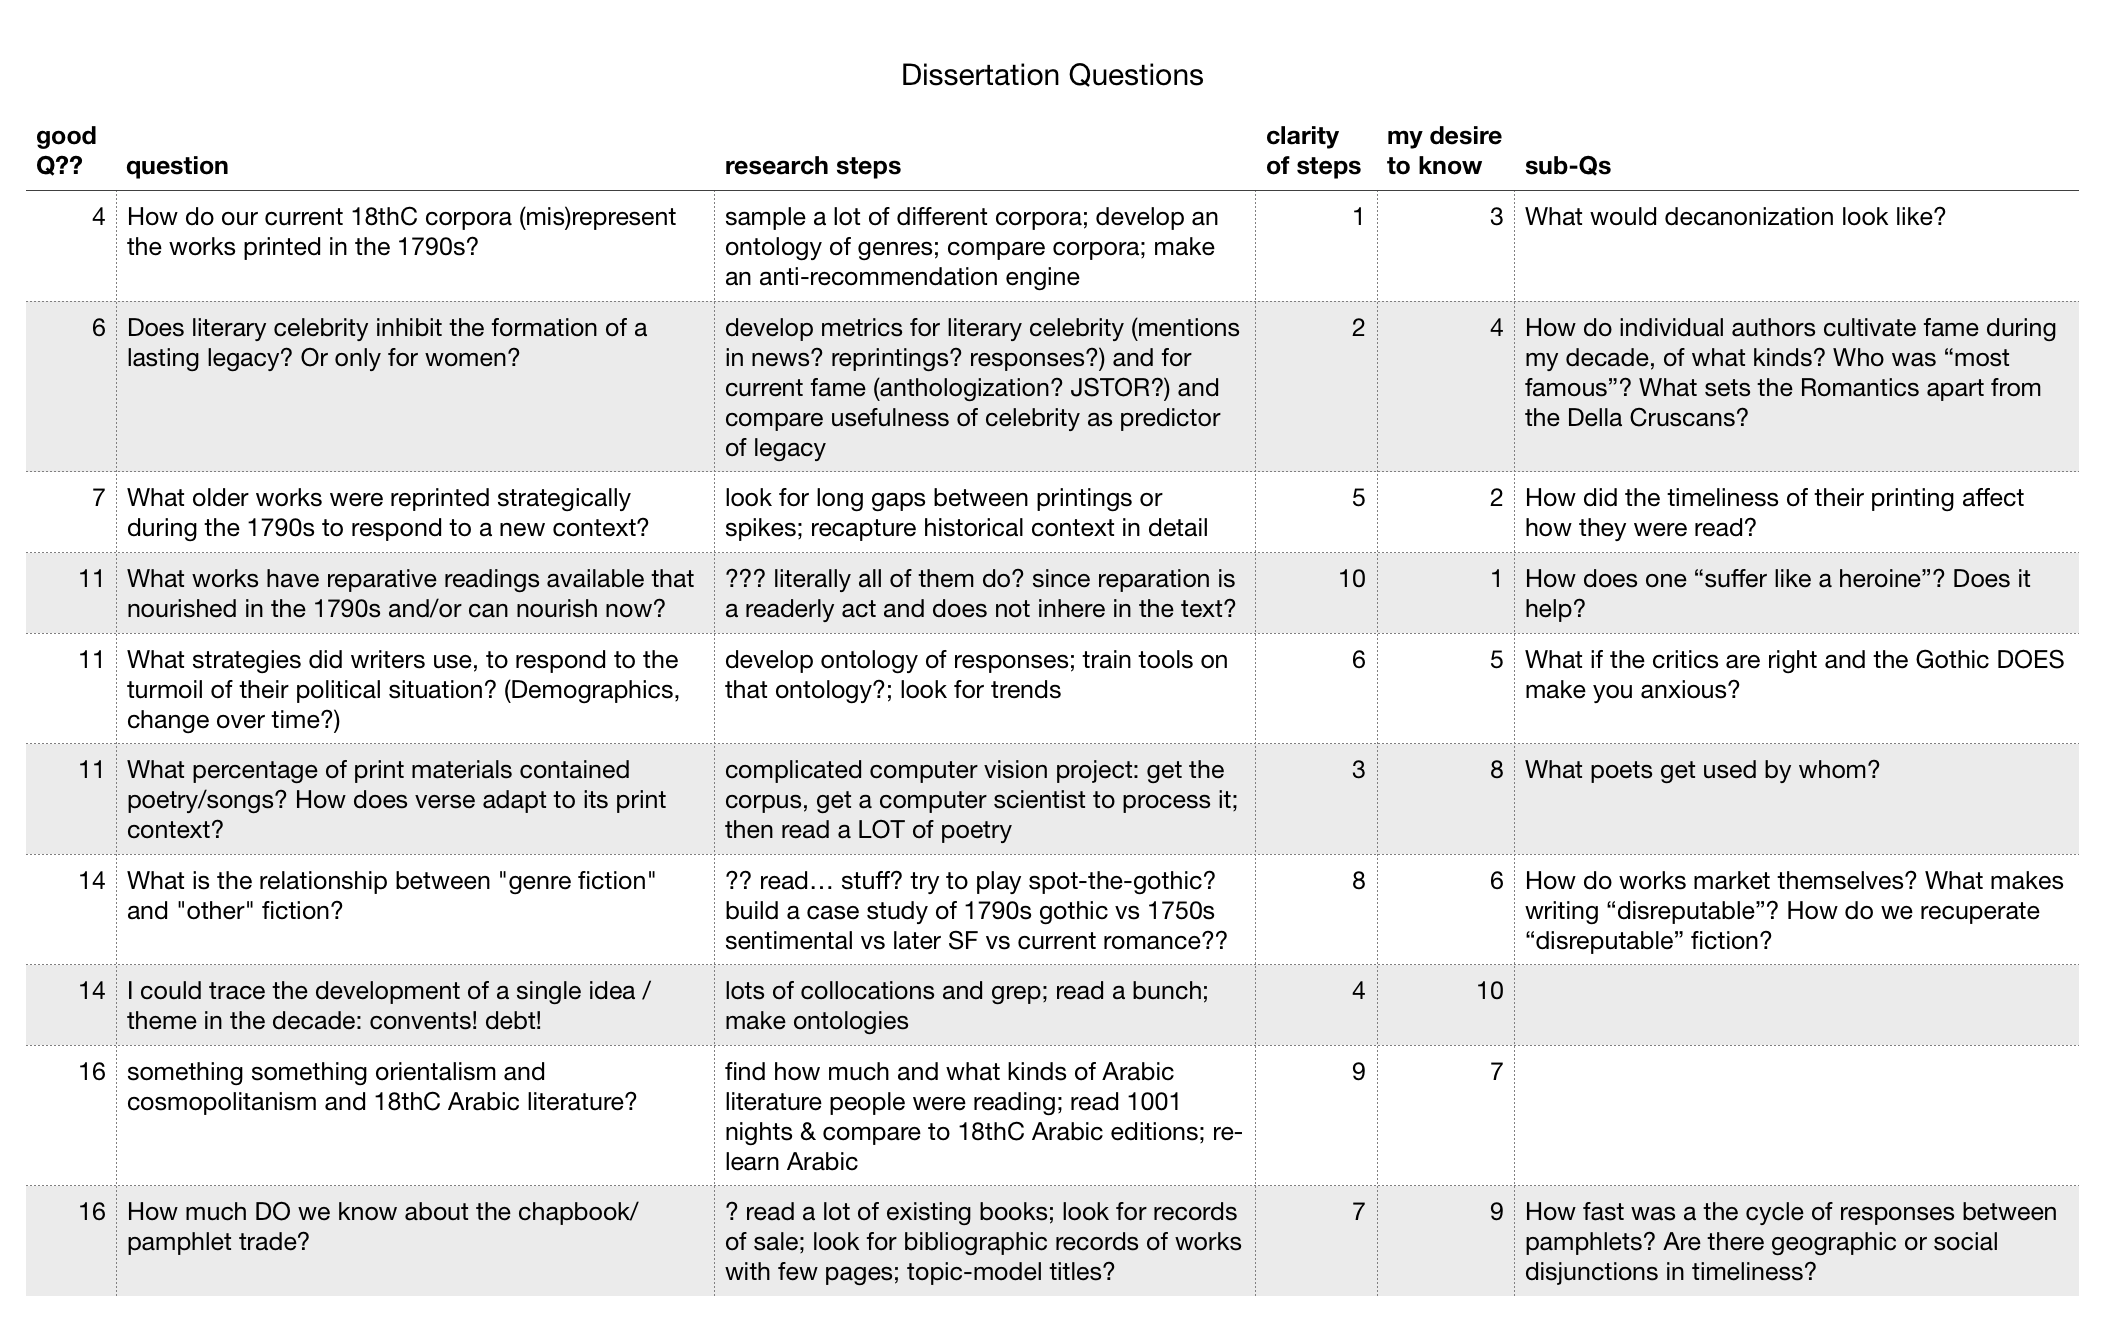 Dissertation Questions
good
Q??
question
research steps
clarity
of steps
my desire
to know
sub-Qs
4
How do our current 18thC corpora (mis)represent
the works printed in the 1790s?
sample a lot of different corpora; develop an
ontology of genres; compare corpora; make
an anti-recommendation engine
1
3
What would decanonization look like?
6
Does literary celebrity inhibit the formation of a
lasting legacy? Or only for women?
develop metrics for literary celebrity (mentions
in news? reprintings? responses?) and for
current fame (anthologization? JSTOR?) and
compare usefulness of celebrity as predictor
of legacy
2
4
How do individual authors cultivate fame during
my decade, of what kinds? Who was “most
famous”? What sets the Romantics apart from
the Della Cruscans?
7
What older works were reprinted strategically
during the 1790s to respond to a new context?
look for long gaps between printings or
spikes; recapture historical context in detail
5
2
How did the timeliness of their printing affect
how they were read?
11
What works have reparative readings available that
nourished in the 1790s and/or can nourish now?
??? literally all of them do? since reparation is
a readerly act and does not inhere in the text?
10
1
How does one “suffer like a heroine”? Does it
help?
11
What strategies did writers use, to respond to the
turmoil of their political situation? (Demographics,
change over time?)
develop ontology of responses; train tools on
that ontology?; look for trends
6
5
What if the critics are right and the Gothic DOES
make you anxious?
11
What percentage of print materials contained
poetry/songs? How does verse adapt to its print
context?
complicated computer vision project: get the
corpus, get a computer scientist to process it;
then read a LOT of poetry
3
8
What poets get used by whom?
14
What is the relationship between "genre fiction"
and "other" fiction?
?? read… stuff? try to play spot-the-gothic?
build a case study of 1790s gothic vs 1750s
sentimental vs later SF vs current romance??
8
6
How do works market themselves? What makes
writing “disreputable”? How do we recuperate
“disreputable” fiction?
14
I could trace the development of a single idea /
theme in the decade: convents! debt!
lots of collocations and grep; read a bunch;
make ontologies
4
10
16
something something orientalism and
cosmopolitanism and 18thC Arabic literature?
find how much and what kinds of Arabic
literature people were reading; read 1001
nights & compare to 18thC Arabic editions; re-
learn Arabic
9
7
16
How much DO we know about the chapbook/
pamphlet trade?
? read a lot of existing books; look for records
of sale; look for bibliographic records of works
with few pages; topic-model titles?
7
9
How fast was a the cycle of responses between
pamphlets? Are there geographic or social
disjunctions in timeliness?